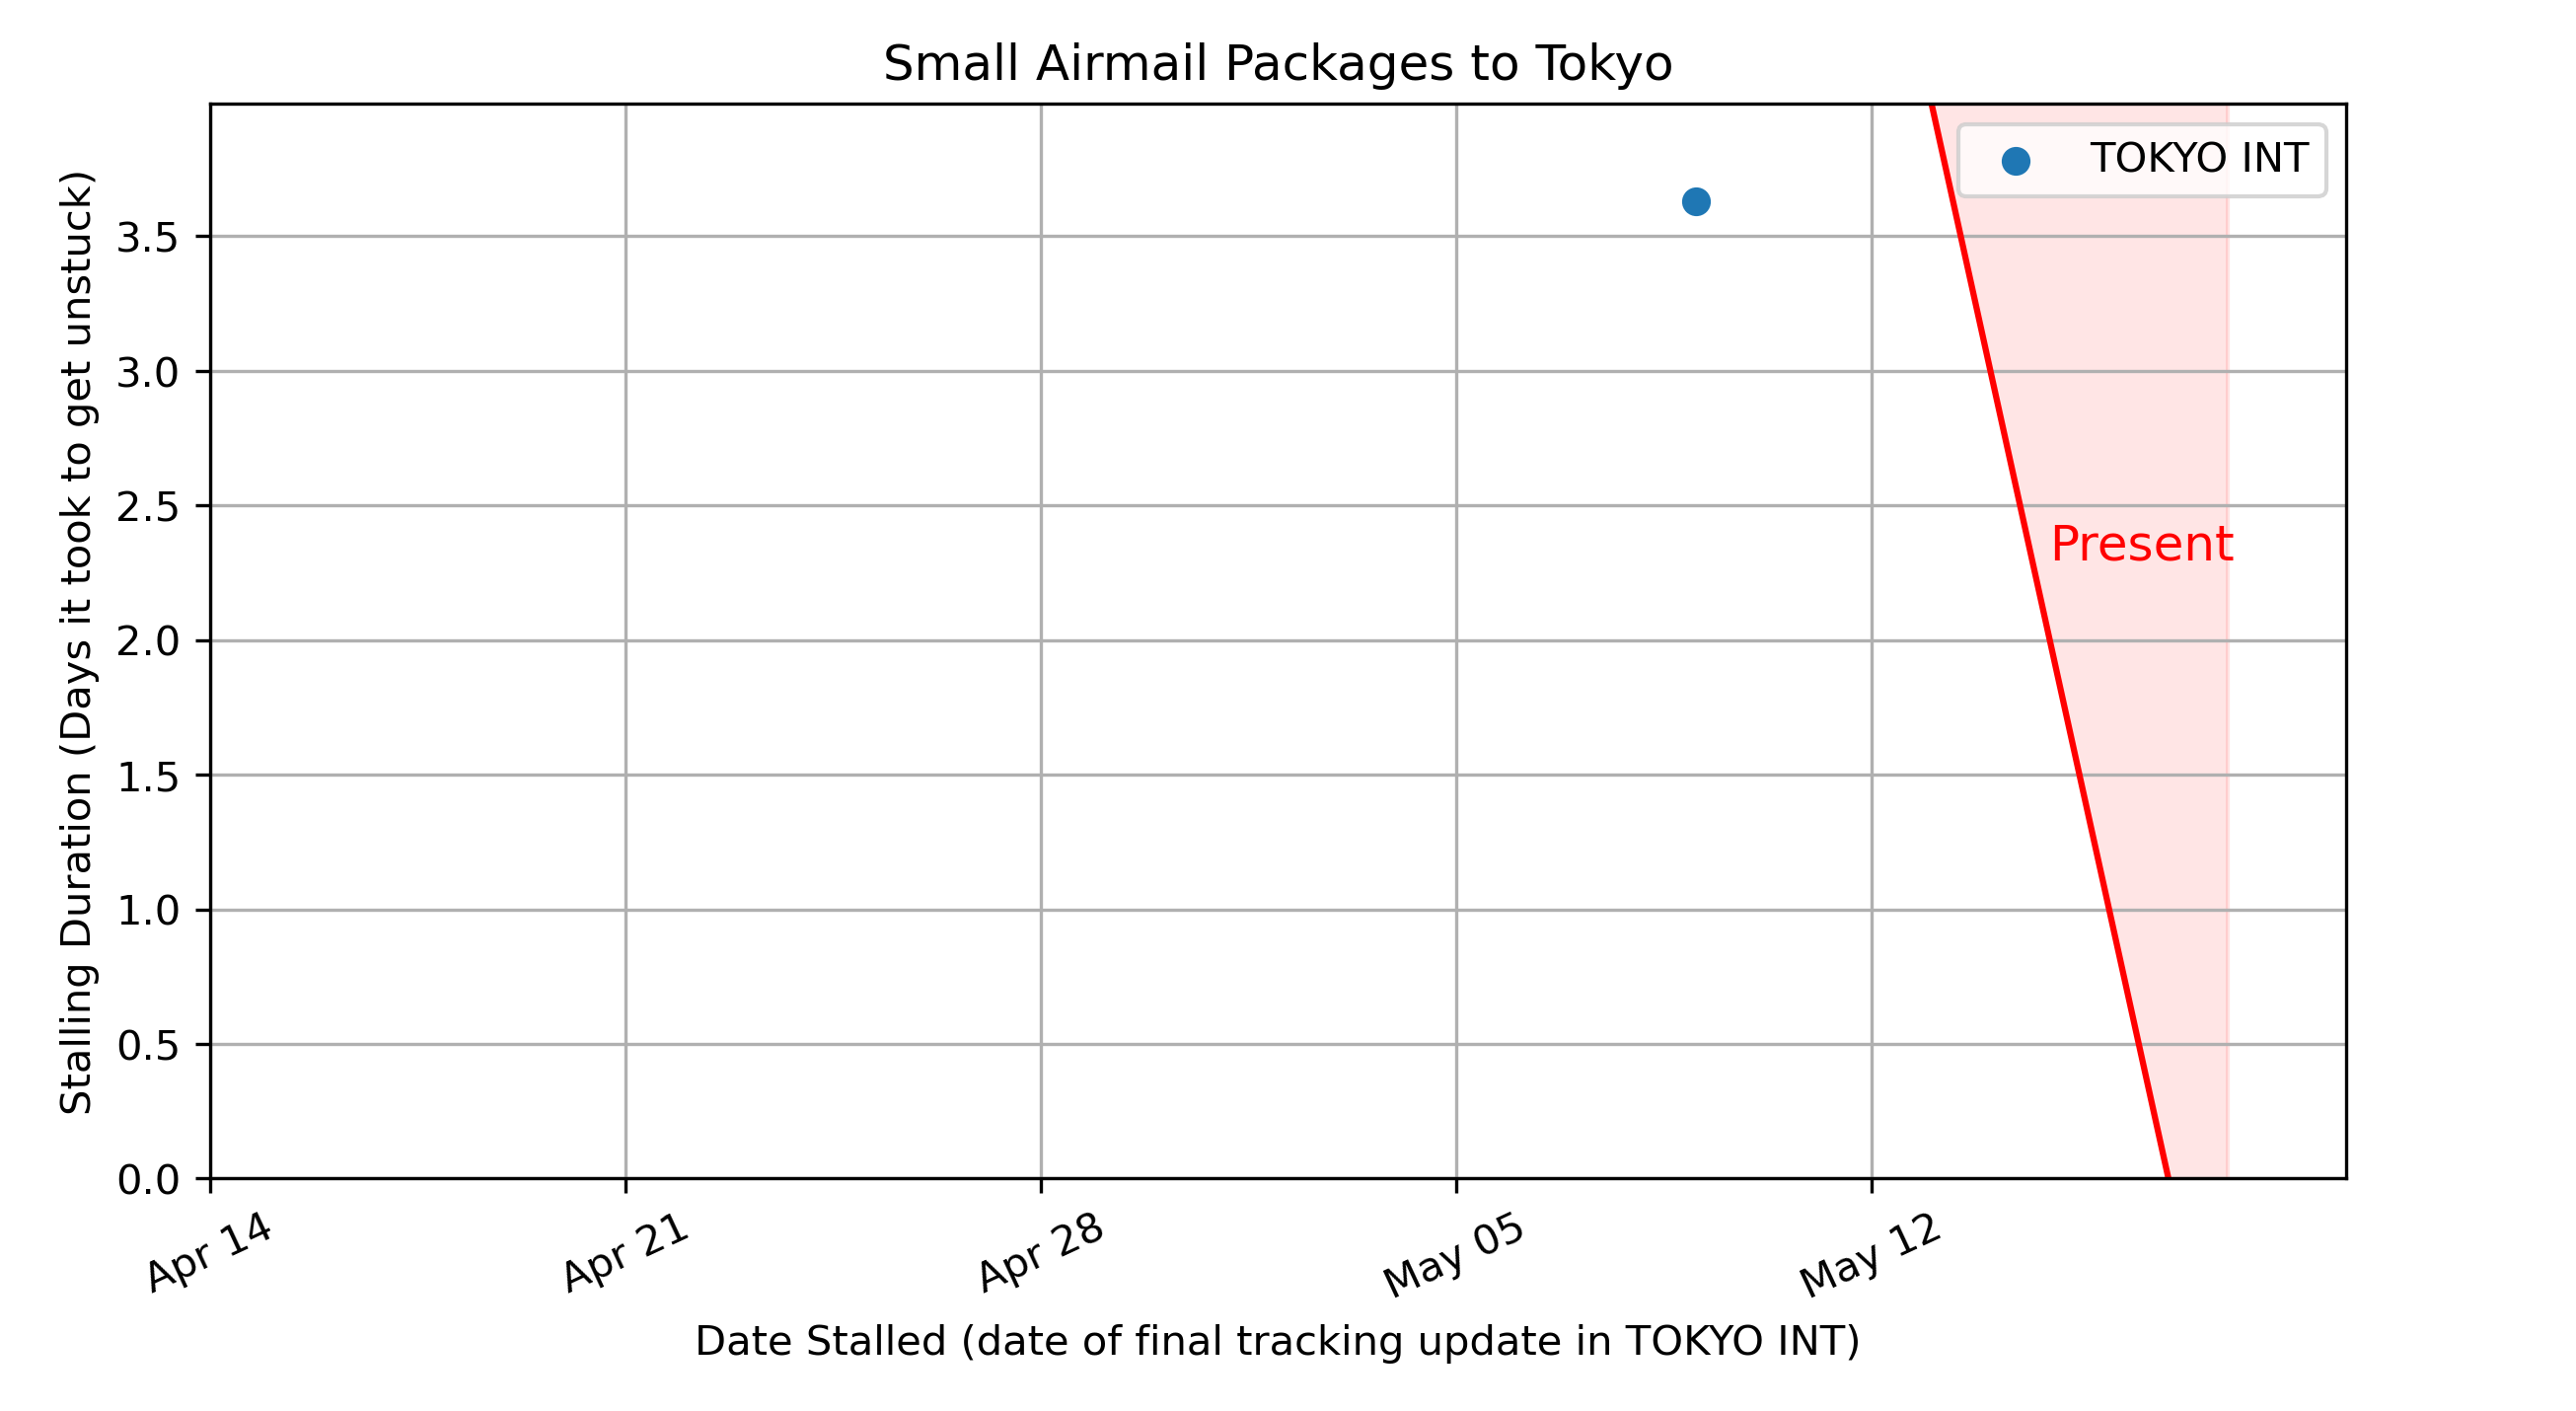 Small Airmail Packages to Tokyo
TOKYO INT
Stalling Duration (Days it took to get unstuck)
3.5
3.0
2.5
2.0
1.5
1.0
0.5
0.0
Present
Apr 14
Apr 21
Apr 28
May 05
May 12
Date Stalled (date of final tracking update in TOKYO INT)